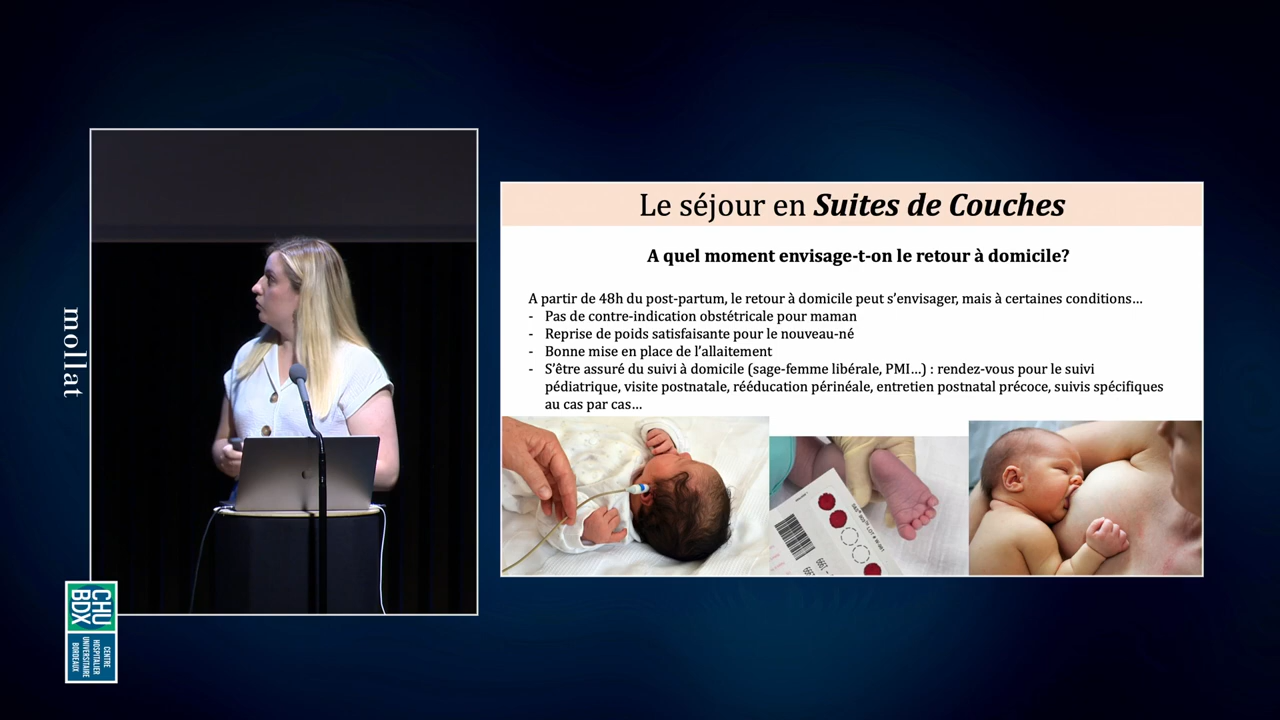 Le séjour en Suites de Couches
A quel moment envisage-t-on le retour à domicile?
A partir de 48h du post-partum, le retour à domicile peut s'envisager, mais à certaines conditions…
- Pas de contre-indication obstétricale pour maman
- Reprise de poids satisfaisante pour le nouveau-né
- Bonne mise en place de l'allaitement
- S'être assuré du suivi à domicile (sage-femme libérale, PMI…) : rendez-vous pour le suivi
pédiatrique, visite postnatale, rééducation périnéale, entretien postnatal précoce, suivis spécifiques
au cas par cas…
mollat
CHU
BDX
CENTRE
HOSPITALIER
UNIVERSITAIRE
BORDEAUX